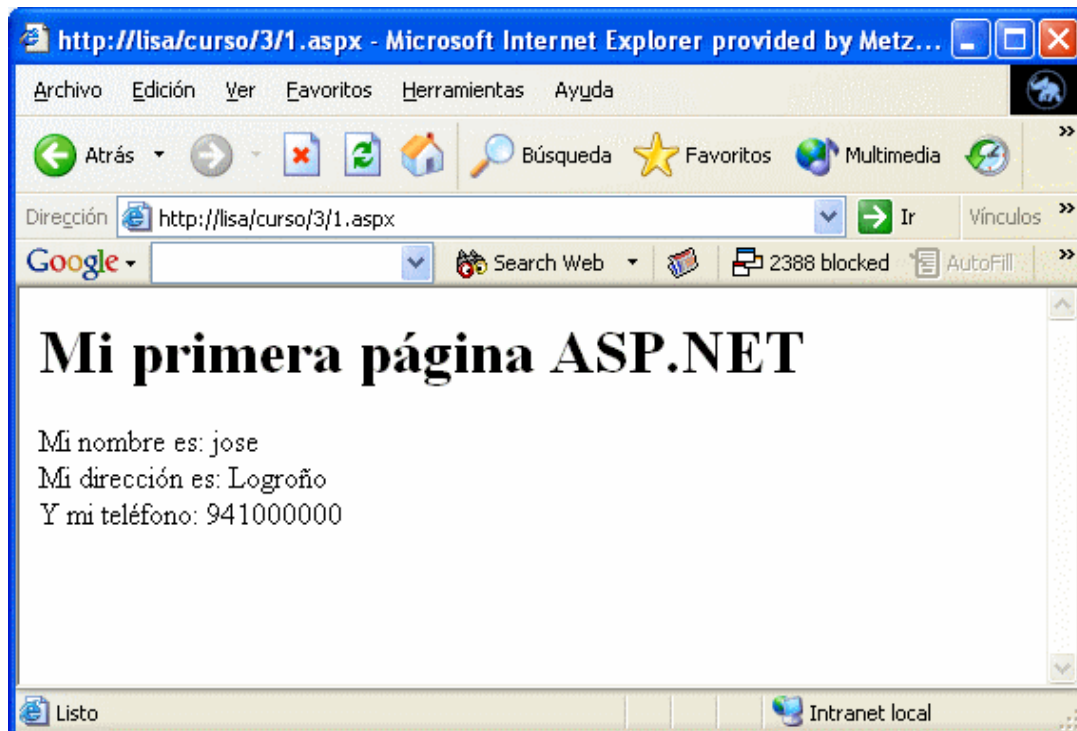 http://lisa/curso/3/1.aspx - Microsoft Internet Explorer provided by Metz...
Archivo Edición Ver Favoritos Herramientas Ayuda
Atrás Búsqueda Favoritos Multimedia »
Dirección http://lisa/curso/3/1.aspx Ir Vínculos »
Google Search Web 2388 blocked AutoFill »
Mi primera página ASP.NET
Mi nombre es: jose
Mi dirección es: Logroño
Y mi teléfono: 941000000
Listo Intranet local